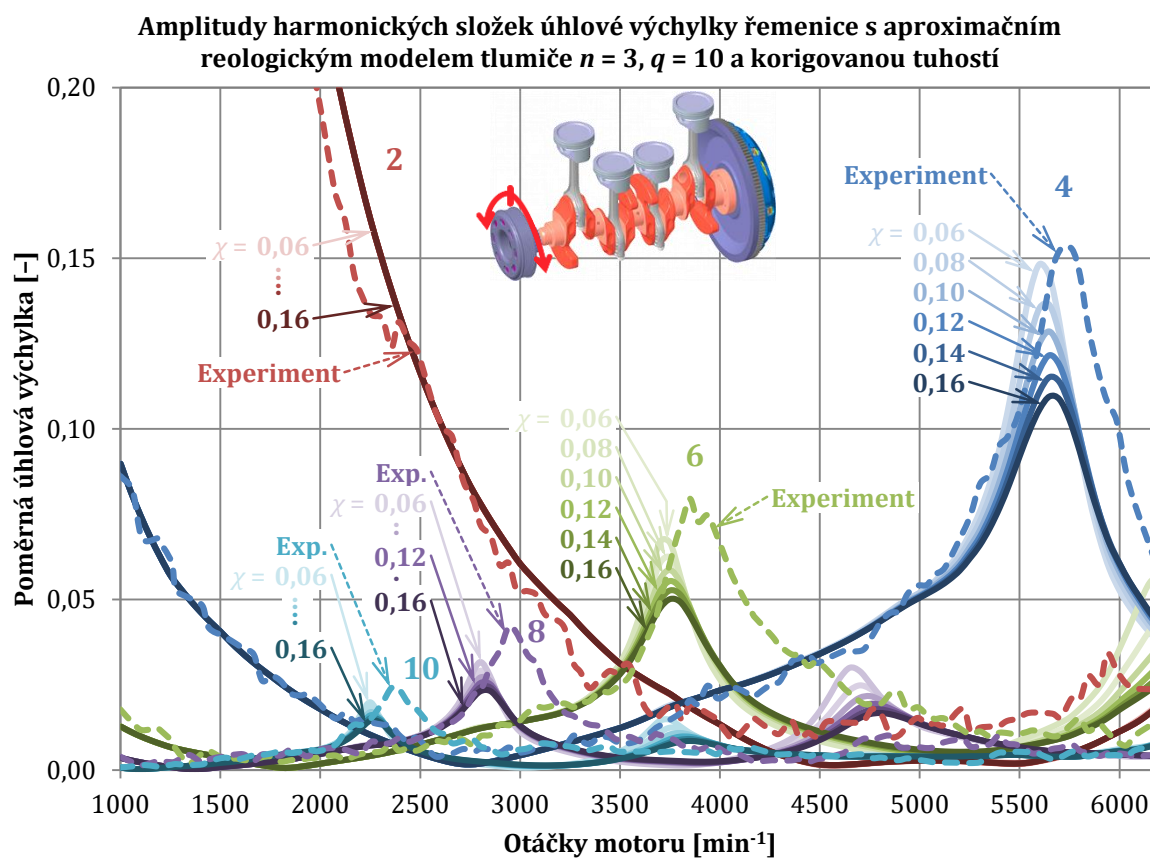 Amplitudy harmonických složek úhlové výchylky řemenice s aproximačním
reologickým modelem tlumiče n = 3, q = 10 a korigovanou tuhostí
Poměrná úhlová výchylka [–]
0,20
0,15
0,10
0,05
0,00
2
χ = 0,06
0,16
Experiment
Experiment
4
χ = 0,06
0,08
0,10
0,12
0,14
0,16
χ = 0,06
0,08
0,10
0,12
0,14
0,16
6
Experiment
Exp.
χ = 0,06
0,12
0,16
8
Exp.
χ = 0,06
0,16
10
1000 1500 2000 2500 3000 3500 4000 4500 5000 5500 6000
Otáčky motoru [min⁻¹]